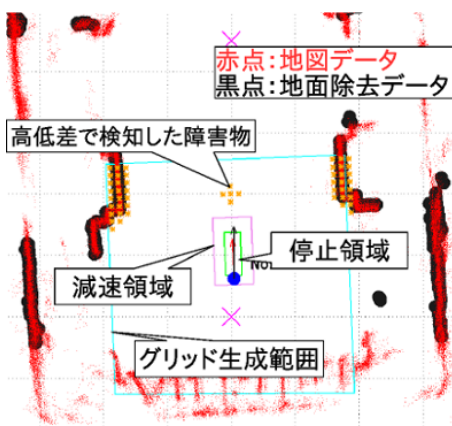 赤点：地図データ
黒点：地面除去データ
高低差で検知した障害物
停止領域
減速領域
グリッド生成範囲